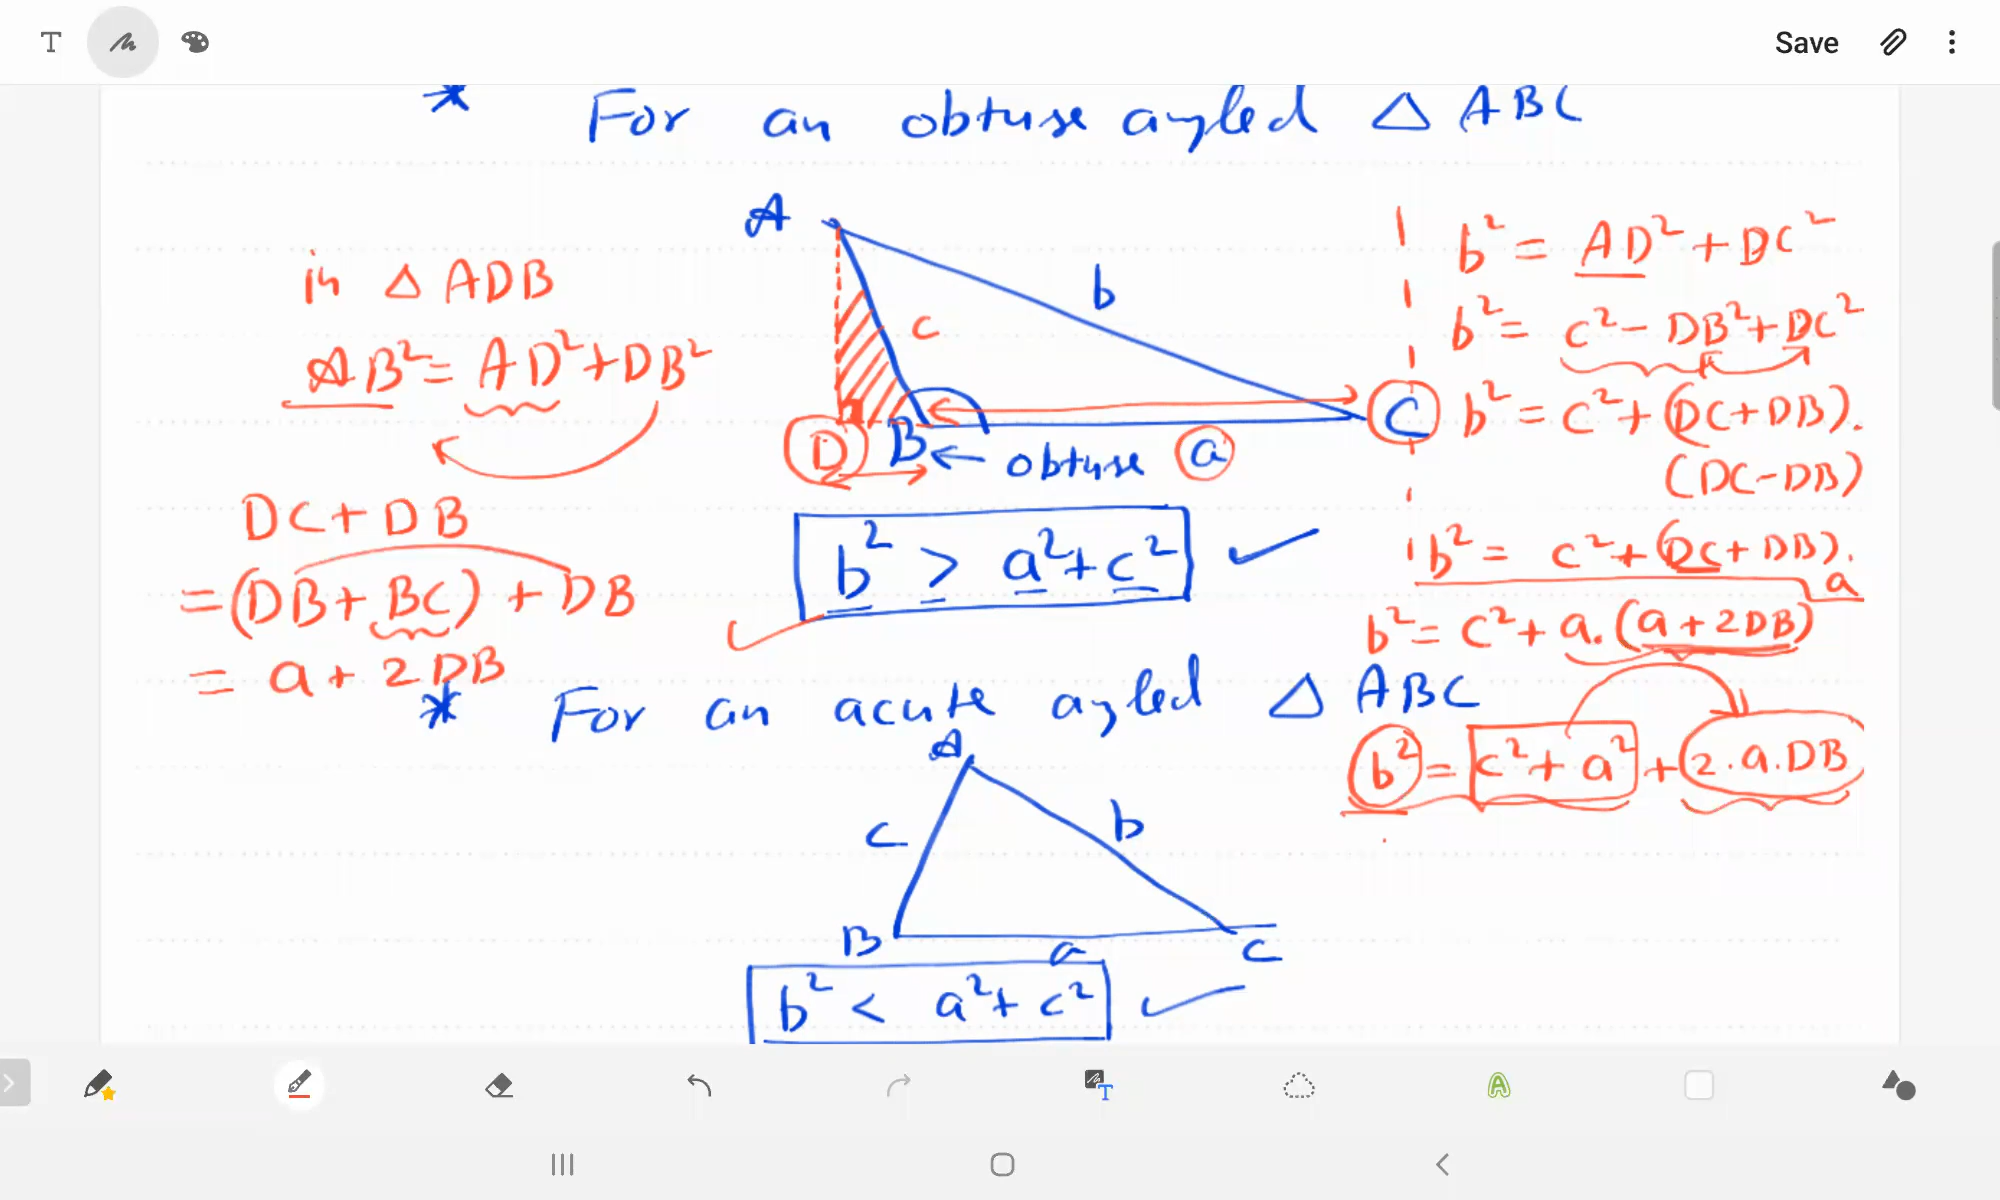 T
Save
* For an obtuse angled △ ABC
A
in △ ADB
AB² = AD² + DB²
DC + DB
= (DB + BC) + DB
= a + 2DB
b
c
D B ← obtuse a
C
b² > a² + c²
b² = AD² + DC²
b² = c² - DB² + DC²
b² = c² + (DC + DB).
(DC - DB)
b² = c² + (DC + DB).
a
b² = c² + a.(a + 2DB)
b² = c² + a² + 2.a.DB
* For an acute angled △ ABC
A
c b
B a C
b² < a² + c²
T
A